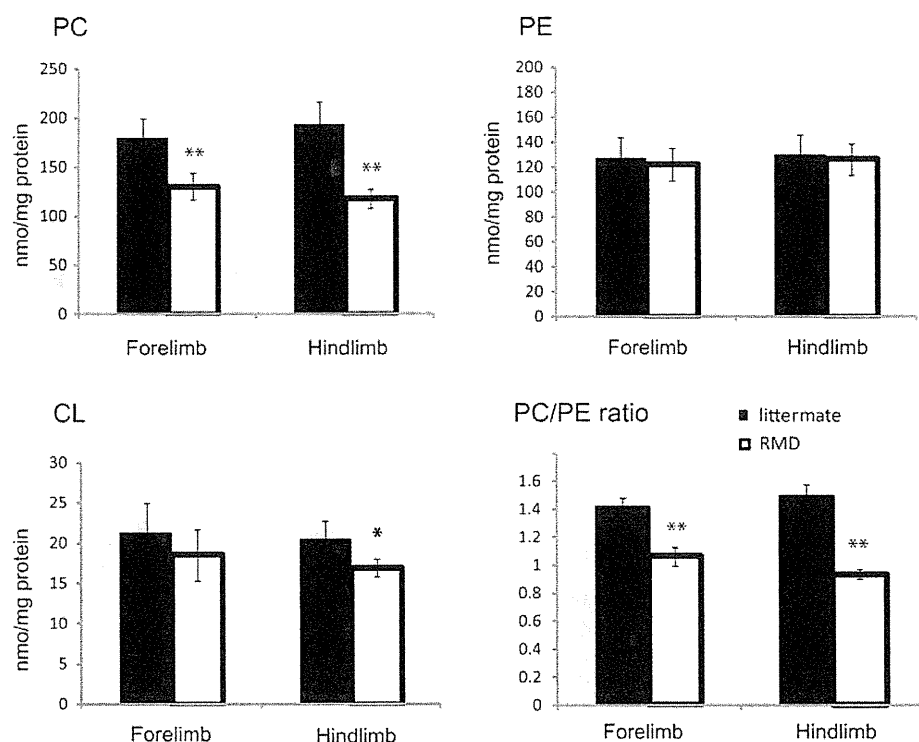 PC
250
200
150
100
50
0
nmo/mg protein
**
**
Forelimb
Hindlimb
PE
200
180
160
140
120
100
80
60
40
20
0
nmo/mg protein
Forelimb
Hindlimb
CL
30
25
20
15
10
5
0
nmo/mg protein
*
Forelimb
Hindlimb
PC/PE ratio
littermate
RMD
1.6
1.4
1.2
1
0.8
0.6
0.4
0.2
0
**
**
Forelimb
Hindlimb